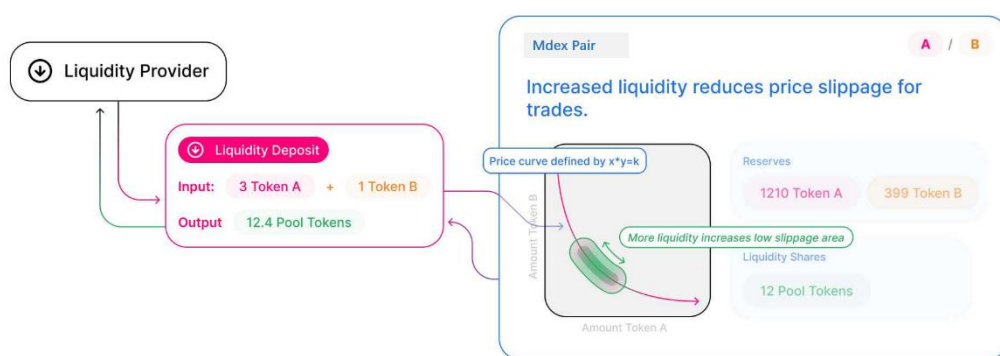 Liquidity Provider
Liquidity Deposit
Input: 3 Token A + 1 Token B
Output 12.4 Pool Tokens
Mdex Pair
A / B
Increased liquidity reduces price slippage for
trades.
Price curve defined by x*y=k
Amount Token B
More liquidity increases low slippage area
Amount Token A
Reserves
1210 Token A 399 Token B
Liquidity Shares
12 Pool Tokens